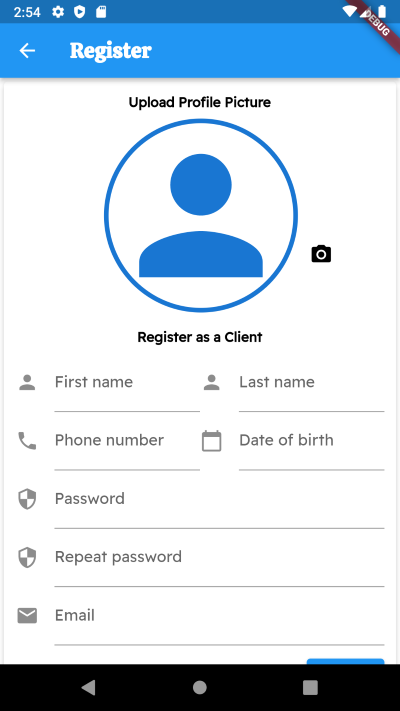 2:54
DEBUG
Register
Upload Profile Picture
Register as a Client
First name
Last name
Phone number
Date of birth
Password
Repeat password
Email